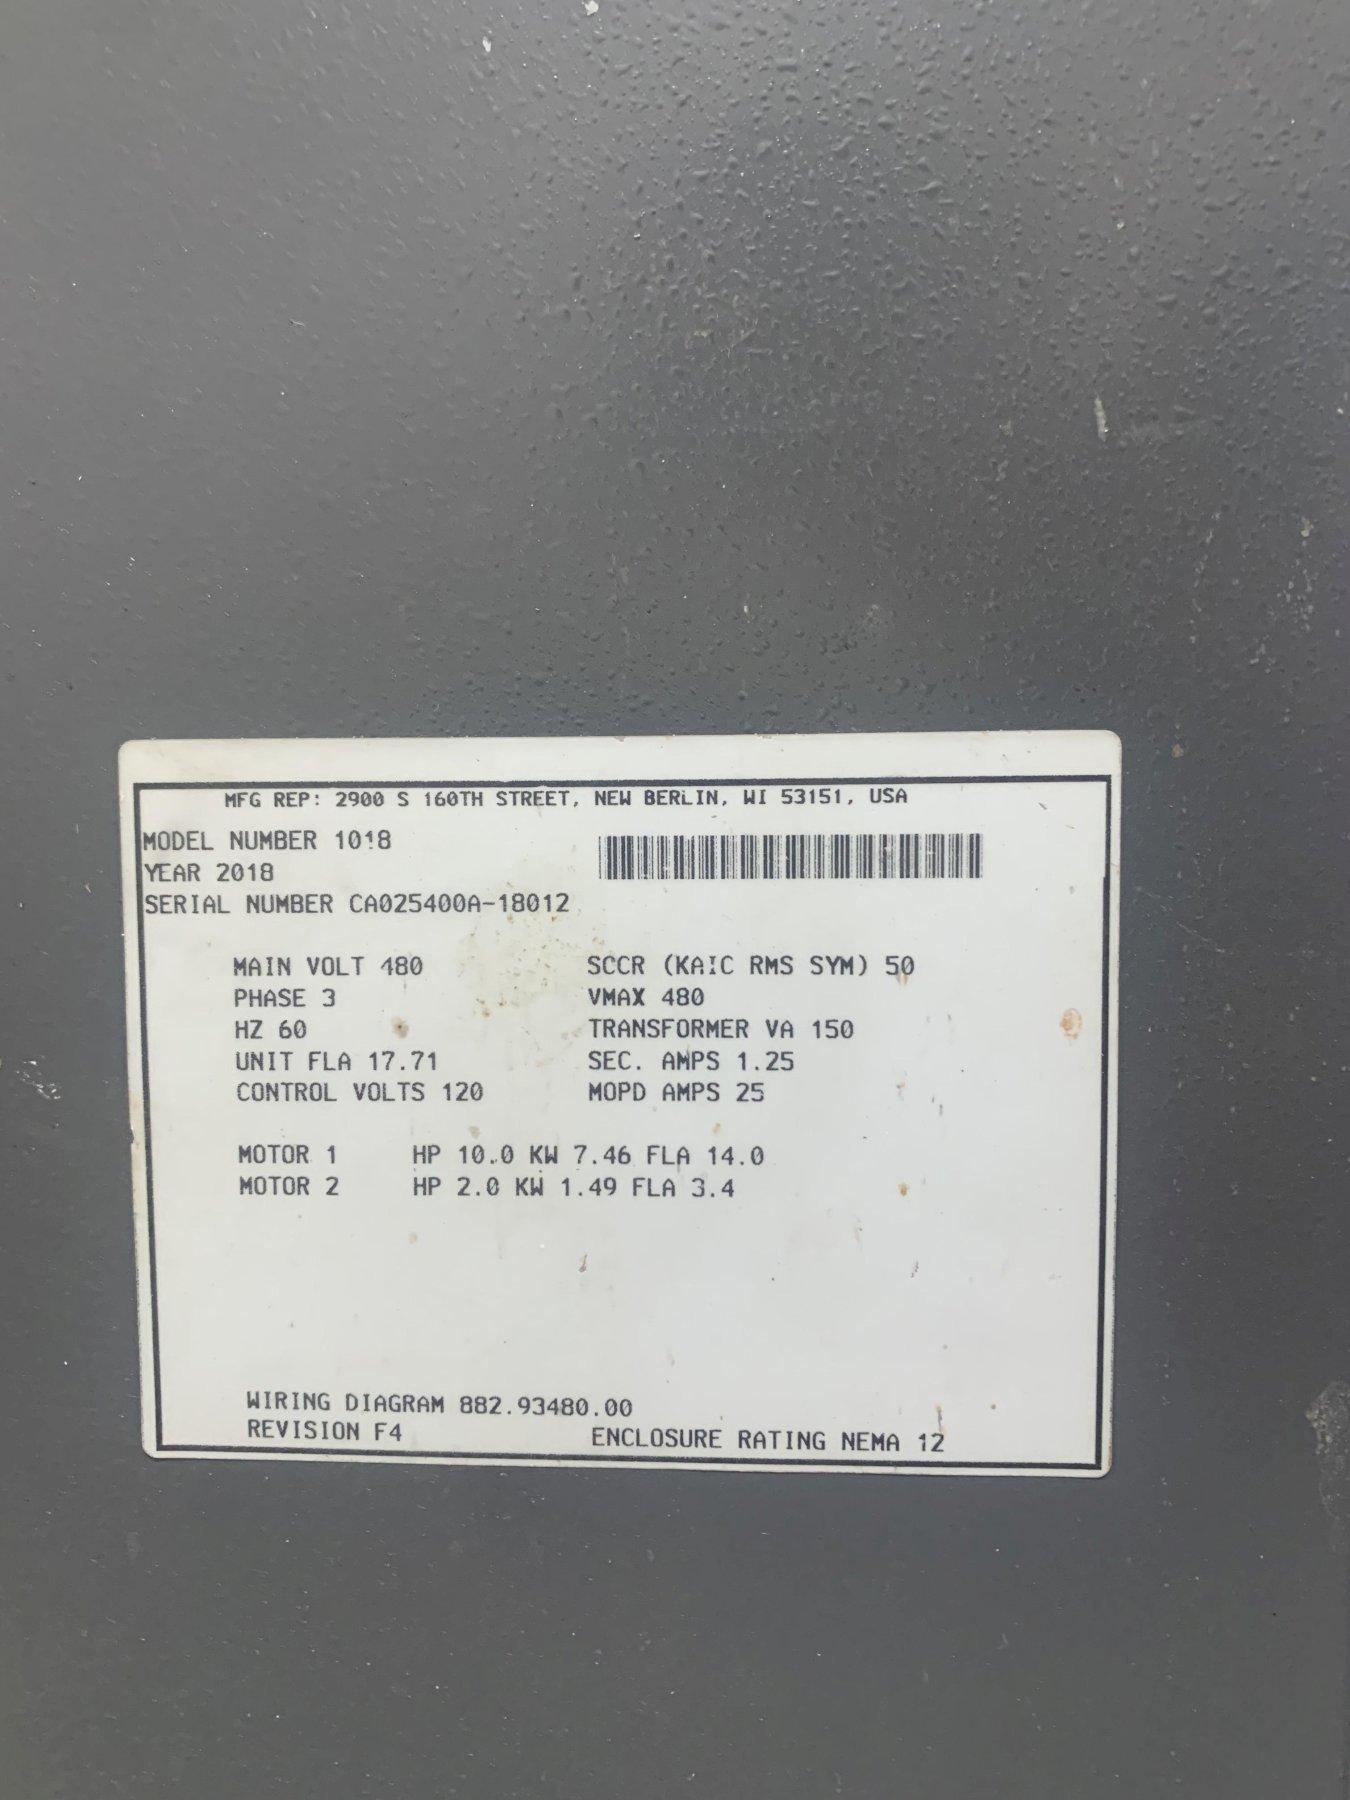 MFG REP: 2900 S 160TH STREET, NEW BERLIN, WI 53151, USA
MODEL NUMBER 1018
YEAR 2018
SERIAL NUMBER CA025400A-18012
MAIN VOLT 480
PHASE 3
HZ 60
UNIT FLA 17.71
CONTROL VOLTS 120
SCCR (KAIC RMS SYM) 50
VMAX 480
TRANSFORMER VA 150
SEC. AMPS 1.25
MOPD AMPS 25
MOTOR 1 HP 10.0 KW 7.46 FLA 14.0
MOTOR 2 HP 2.0 KW 1.49 FLA 3.4
WIRING DIAGRAM 882.93480.00
REVISION F4
ENCLOSURE RATING NEMA 12